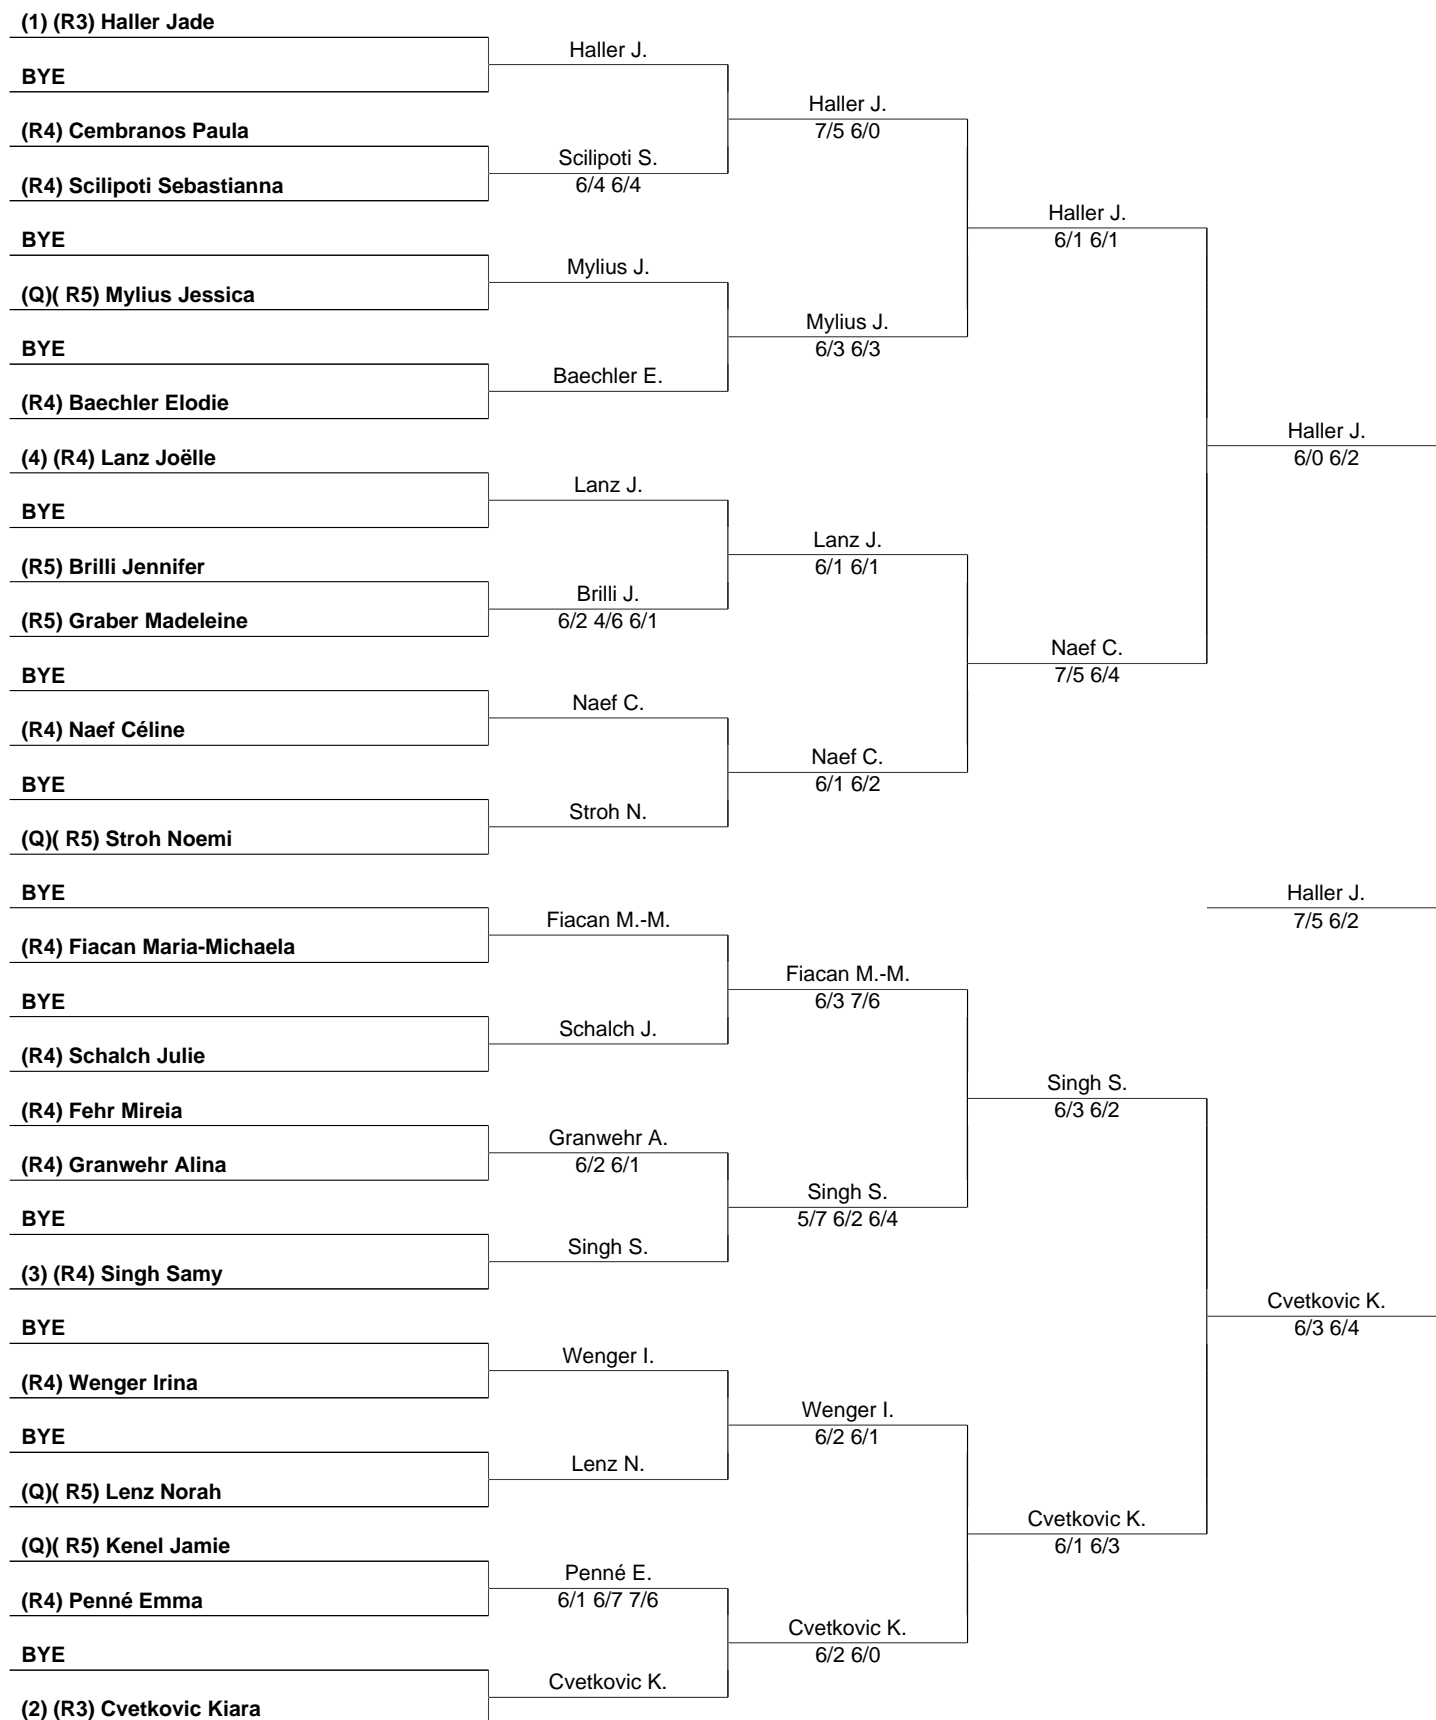 (1) (R3) Haller Jade
Haller J.
BYE
Haller J.
7/5 6/0
(R4) Cembranos Paula
Scilipoti S.
6/4 6/4
(R4) Scilipoti Sebastianna
Haller J.
6/1 6/1
BYE
Mylius J.
(Q)( R5) Mylius Jessica
Mylius J.
6/3 6/3
BYE
Baechler E.
(R4) Baechler Elodie
Haller J.
6/0 6/2
(4) (R4) Lanz Joëlle
Lanz J.
BYE
Lanz J.
6/1 6/1
(R5) Brilli Jennifer
Brilli J.
6/2 4/6 6/1
(R5) Graber Madeleine
Naef C.
7/5 6/4
BYE
Naef C.
(R4) Naef Céline
Naef C.
6/1 6/2
BYE
Stroh N.
(Q)( R5) Stroh Noemi
BYE
Haller J.
7/5 6/2
Fiacan M.-M.
(R4) Fiacan Maria-Michaela
Fiacan M.-M.
6/3 7/6
BYE
Schalch J.
(R4) Schalch Julie
Singh S.
6/3 6/2
(R4) Fehr Mireia
Granwehr A.
6/2 6/1
(R4) Granwehr Alina
Singh S.
5/7 6/2 6/4
BYE
Singh S.
(3) (R4) Singh Samy
Cvetkovic K.
6/3 6/4
BYE
Wenger I.
(R4) Wenger Irina
Wenger I.
6/2 6/1
BYE
Lenz N.
(Q)( R5) Lenz Norah
Cvetkovic K.
6/1 6/3
(Q)( R5) Kenel Jamie
Penné E.
6/1 6/7 7/6
(R4) Penné Emma
Cvetkovic K.
6/2 6/0
BYE
Cvetkovic K.
(2) (R3) Cvetkovic Kiara